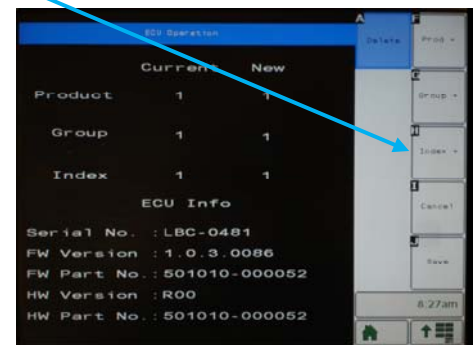 ECU Operation
Current New
Product 1 1
Group 1 1
Index 1 1
ECU Info
Serial No. :LBC-0481
FW Version :1.0.3.0086
FW Part No.:501010-000052
HW Version :R00
HW Part No.:501010-000052
A
Delete
F
Prod +
G
Group +
H
Index +
I
Cancel
J
Save
8:27am